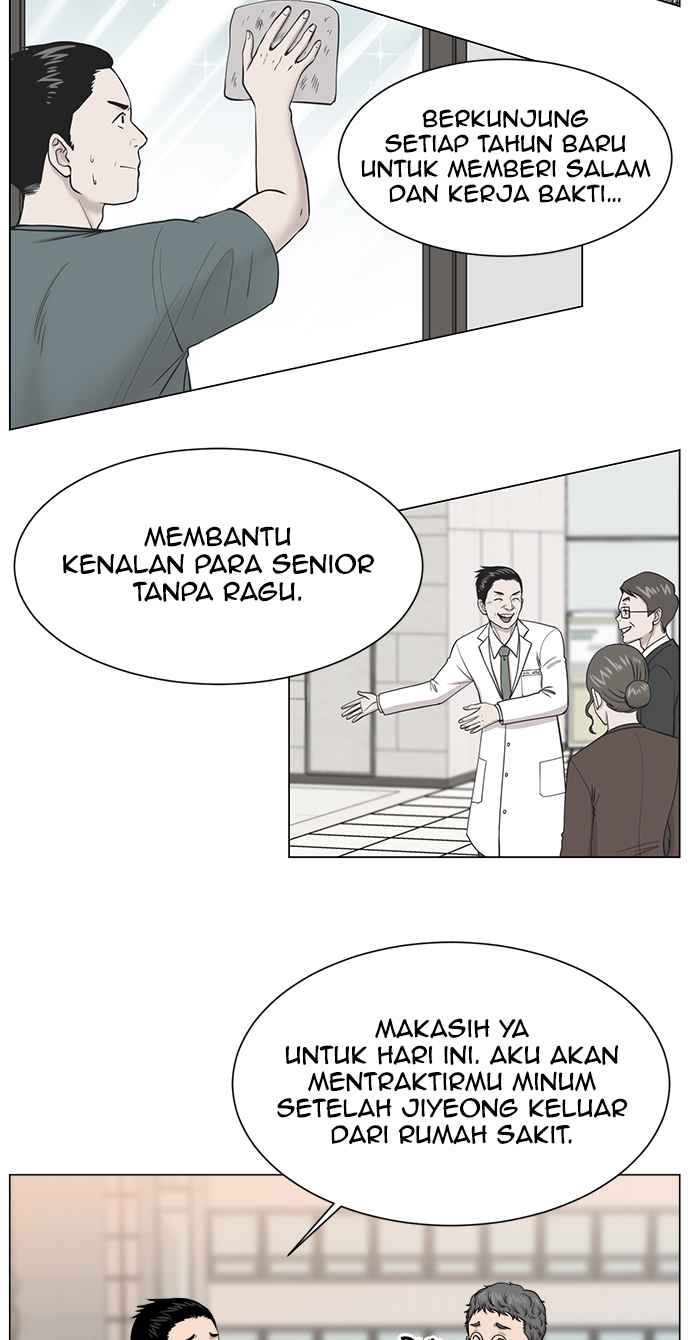 BERKUNJUNG
SETIAP TAHUN BARU
UNTUK MEMBERI SALAM
DAN KERJA BAKTI...
MEMBANTU
KENALAN PARA SENIOR
TANPA RAGU.
MAKASIH YA
UNTUK HARI INI. AKU AKAN
MENTRAKTIRMU MINUM
SETELAH JIYEONG KELUAR
DARI RUMAH SAKIT.